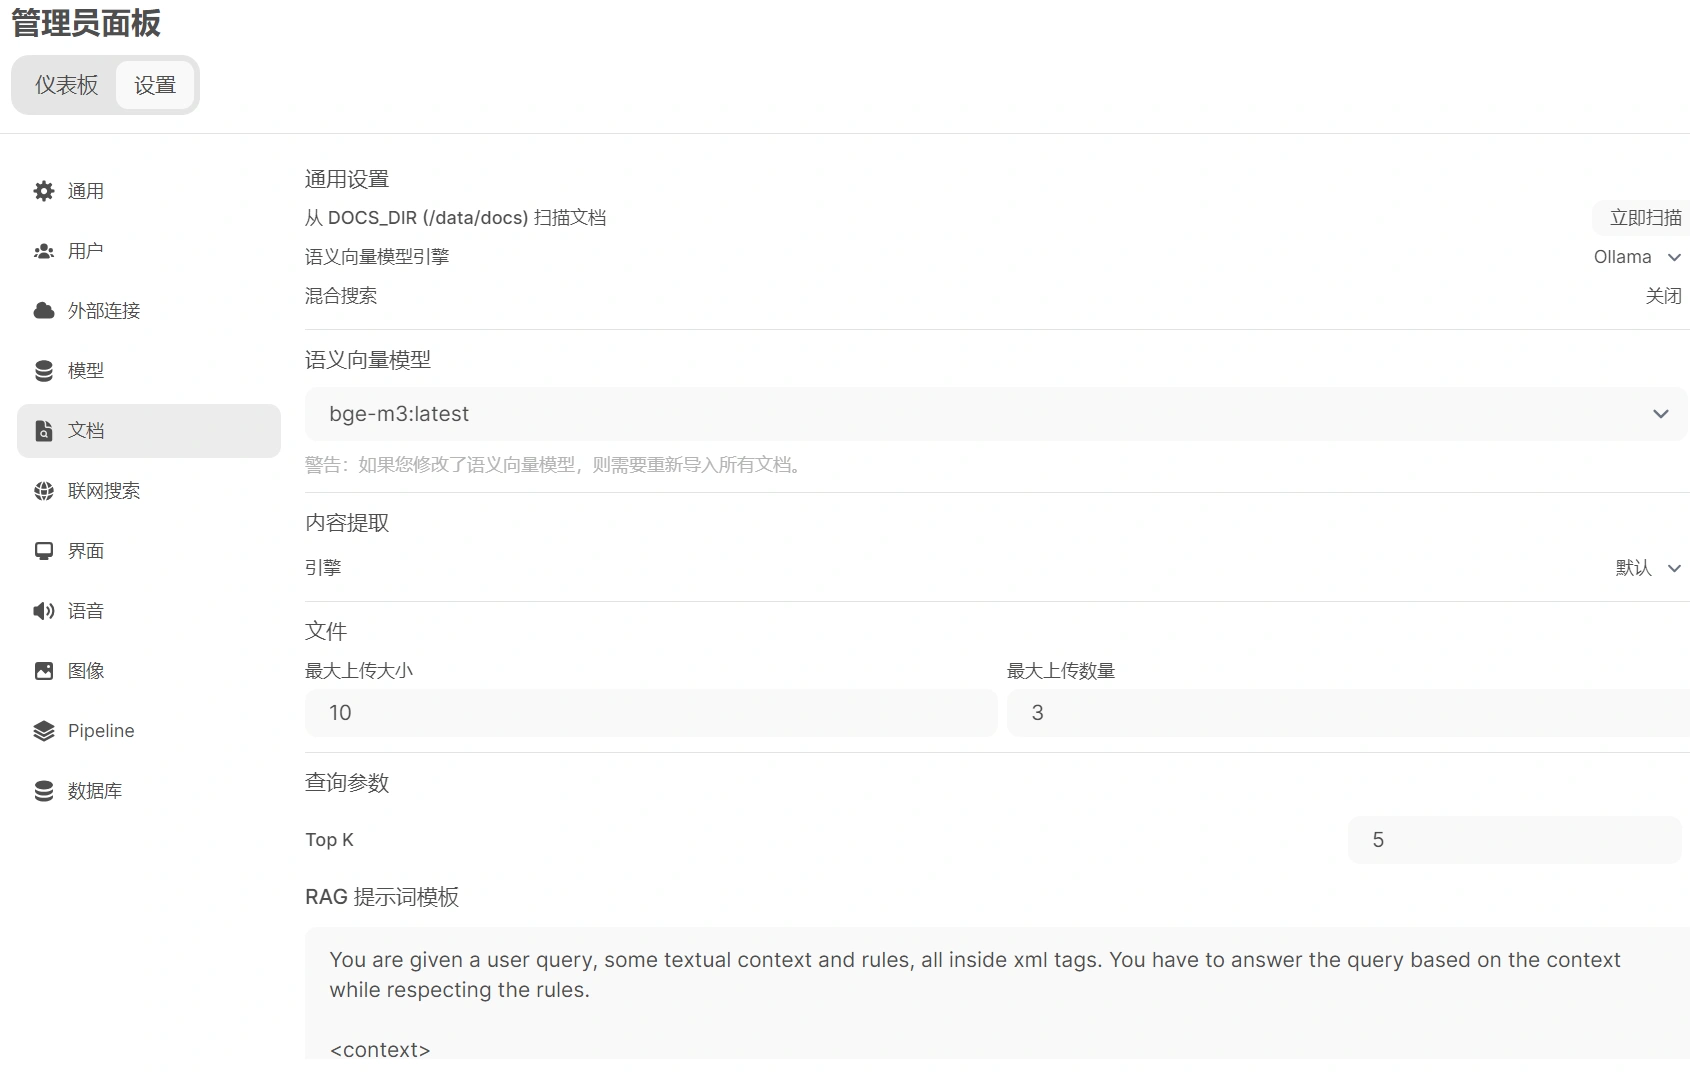 管理员面板
仪表板 设置
通用
用户
外部连接
模型
文档
联网搜索
界面
语音
图像
Pipeline
数据库
通用设置
从 DOCS_DIR (/data/docs) 扫描文档 立即扫描
语义向量模型引擎 Ollama
混合搜索 关闭
语义向量模型
bge-m3:latest
警告：如果您修改了语义向量模型，则需要重新导入所有文档。
内容提取
引擎 默认
文件
最大上传大小 最大上传数量
10 3
查询参数
Top K 5
RAG 提示词模板
You are given a user query, some textual context and rules, all inside xml tags. You have to answer the query based on the context
while respecting the rules.
<context>